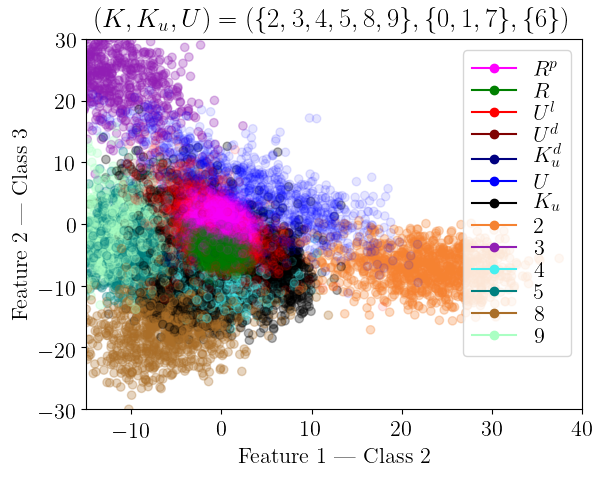 (K, K_u, U) = ({2, 3, 4, 5, 8, 9}, {0, 1, 7}, {6})
30
20
10
0
−10
−20
−30
Feature 2 — Class 3
R^p
R
U^l
U^d
K_u^d
U
K_u
2
3
4
5
8
9
−10
0
10
20
30
40
Feature 1 — Class 2